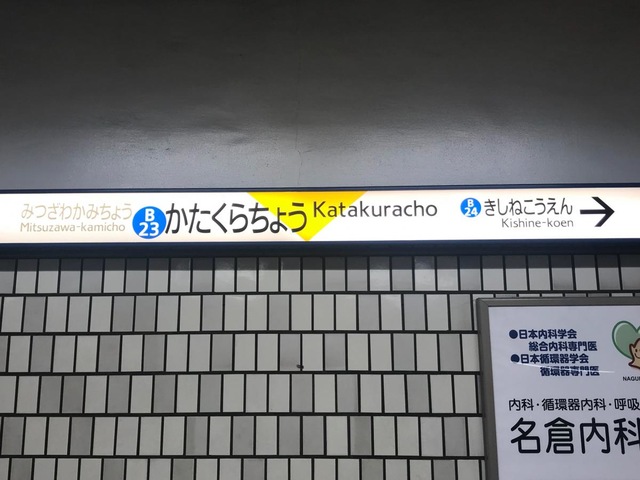 みつざわかみちょう
Mitsuzawa-kamicho
B
23
かたくらちょう
Katakuracho
B
24
きしねこうえん
Kishine-koen
→
●日本内科学会
総合内科専門医
●日本循環器学会
循環器専門医
NAGU
内科・循環器内科・呼吸
名倉内科